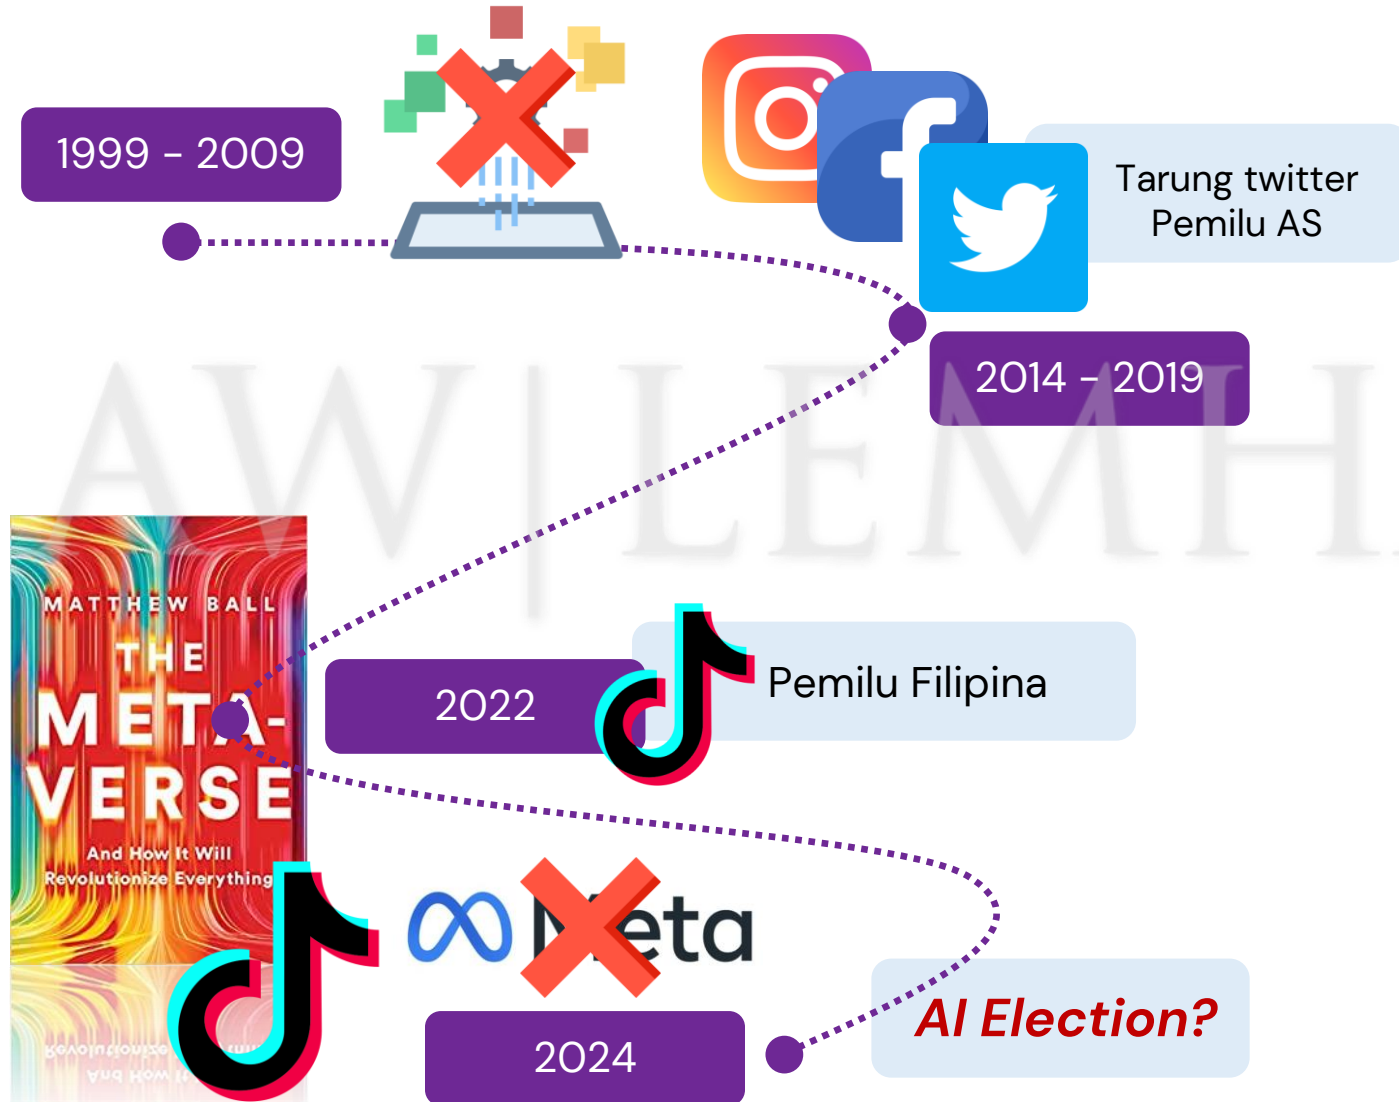 1999 - 2009
Tarung twitter
Pemilu AS
2014 - 2019
AW | LEMH
MATTHEW BALL
THE
META-
VERSE
And How It Will
Revolutionize Everything
2022
Pemilu Filipina
Meta
2024
AI Election?